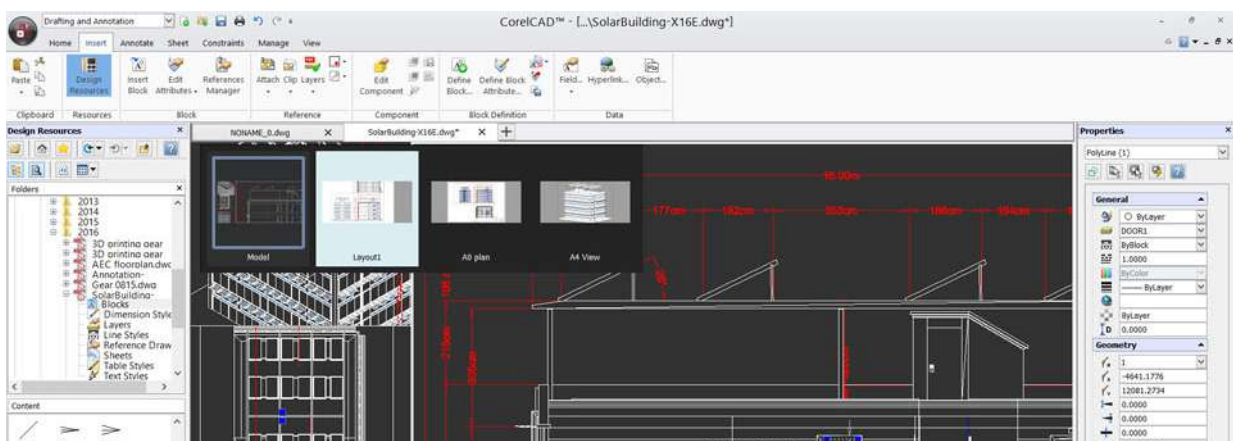 Drafting and Annotation
CorelCAD™ - [...\SolarBuilding-X16E.dwg*]
Home Insert Annotate Sheet Constraints Manage View
Paste Design Resources Insert Block Edit Attributes References Manager Attach Clip Layers Edit Component Define Block... Define Block Attribute... Field... Hyperlink... Object...
Clipboard Resources Block Reference Component Block Definition Data
Design Resources
NONAME_0.dwg
SolarBuilding-X16E.dwg*
Properties
PolyLine (1)
Folders
2013
2014
2015
2016
3D printing gear
3D printing gear
AEC floorplan.dwg
Annotation-
Gear 0815.dwg
SolarBuilding-
Blocks
Dimension Style
Layers
Line Styles
Reference Draw
Sheets
Table Styles
Text Styles
Content
Model Layout1 A0 plan A4 View
177cm 182cm 186cm 194cm
General
ByLayer
DOOR1
ByBlock
1.0000
ByColor
ByLayer
ByLayer
0.0000
Geometry
1
-4641.1776
12081.2734
0.0000
0.0000
0.0000